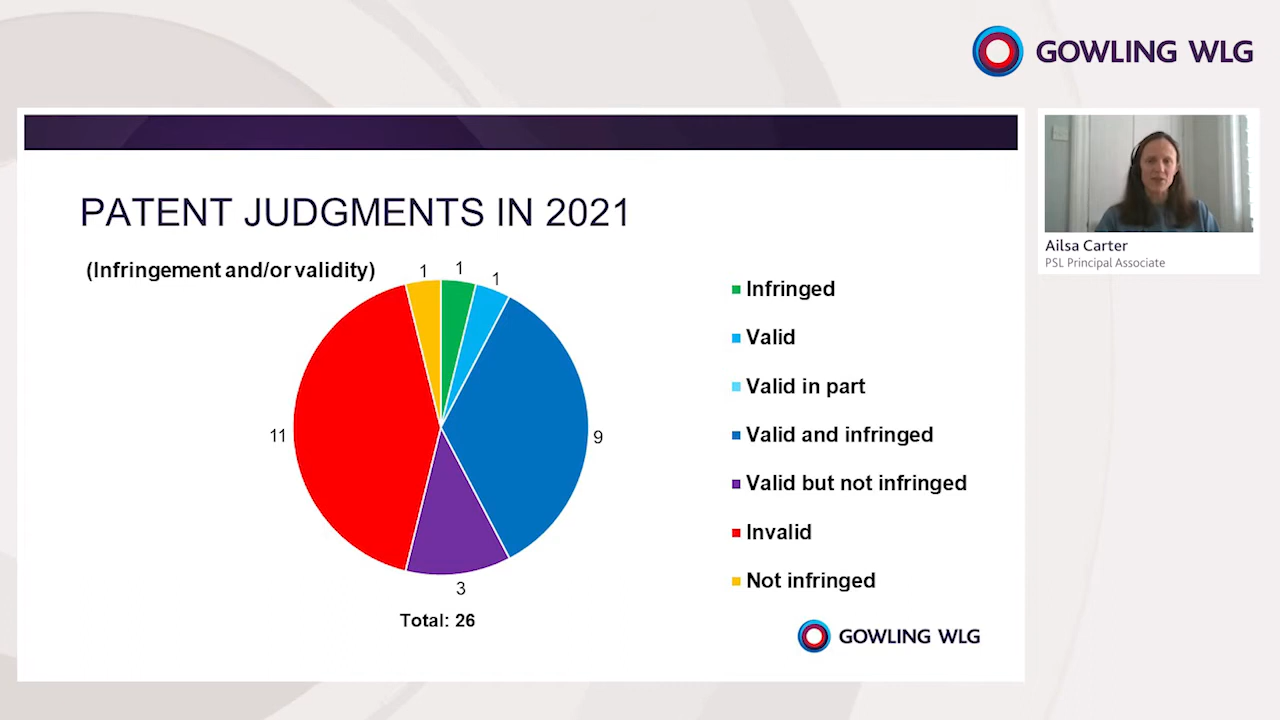 GOWLING WLG
PATENT JUDGMENTS IN 2021
(Infringement and/or validity)
1
1
1
9
3
11
Total: 26
Infringed
Valid
Valid in part
Valid and infringed
Valid but not infringed
Invalid
Not infringed
GOWLING WLG
Ailsa Carter
PSL Principal Associate